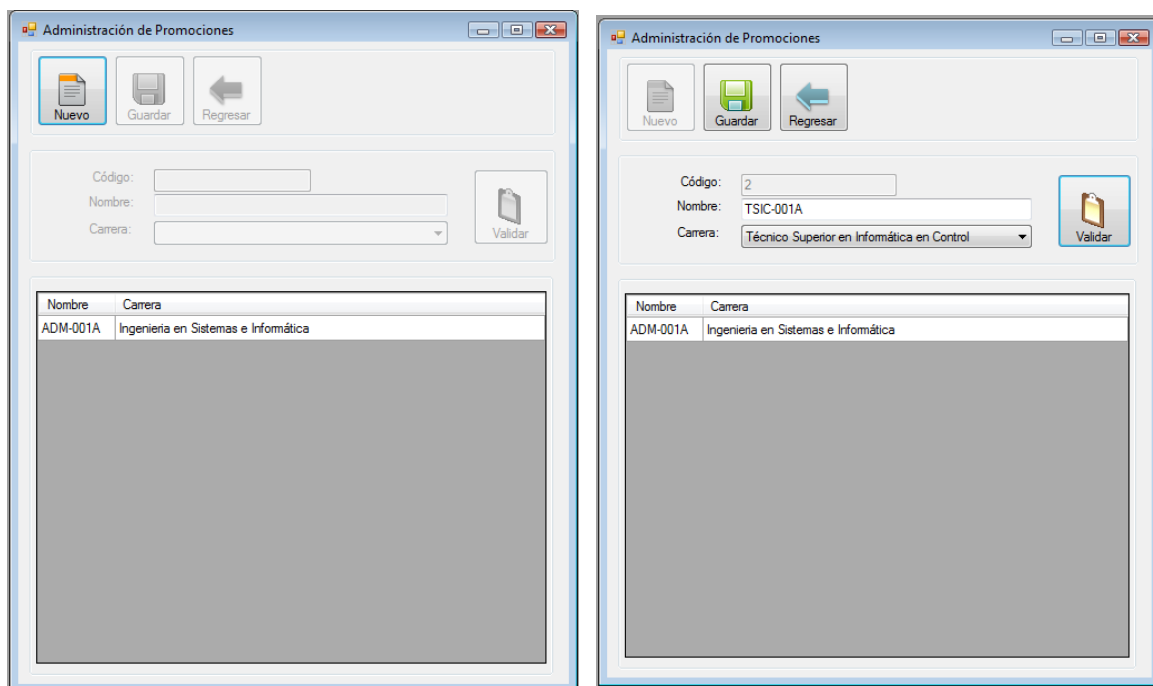 Administración de Promociones
Nuevo Guardar Regresar
Código:
Nombre:
Carrera:
Validar
Nombre Carrera
ADM-001A Ingenieria en Sistemas e Informática
Administración de Promociones
Nuevo Guardar Regresar
Código: 2
Nombre: TSIC-001A
Carrera: Técnico Superior en Informática en Control
Validar
Nombre Carrera
ADM-001A Ingenieria en Sistemas e Informática